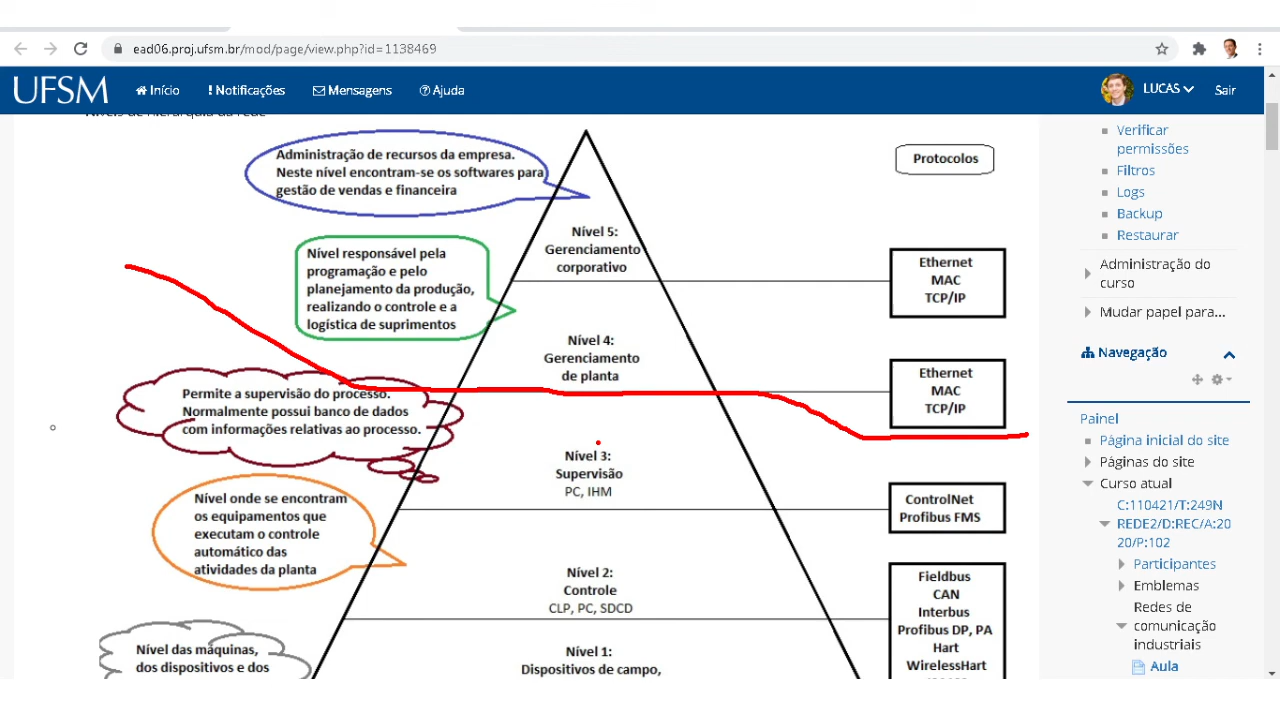 ead06.proj.ufsm.br/mod/page/view.php?id=1138469
UFSM
Início
! Notificações
Mensagens
Ajuda
LUCAS
Sair
Níveis de hierarquia da rede
Administração de recursos da empresa.
Neste nível encontram-se os softwares para
gestão de vendas e financeira
Protocolos
Nível 5:
Gerenciamento
corporativo
Ethernet
MAC
TCP/IP
Nível responsável pela
programação e pelo
planejamento da produção,
realizando o controle e a
logística de suprimentos
Nível 4:
Gerenciamento
de planta
Ethernet
MAC
TCP/IP
Permite a supervisão do processo.
Normalmente possui banco de dados
com informações relativas ao processo.
Nível 3:
Supervisão
PC, IHM
ControlNet
Profibus FMS
Nível onde se encontram
os equipamentos que
executam o controle
automático das
atividades da planta
Nível 2:
Controle
CLP, PC, SDCD
Fieldbus
CAN
Interbus
Profibus DP, PA
Hart
WirelessHart
Nível das máquinas,
dos dispositivos e dos
Nível 1:
Dispositivos de campo,
Verificar
permissões
Filtros
Logs
Backup
Restaurar
Administração do
curso
Mudar papel para...
Navegação
Painel
Página inicial do site
Páginas do site
Curso atual
C:110421/T:249N
REDE2/D:REC/A:20
20/P:102
Participantes
Emblemas
Redes de
comunicação
industriais
Aula